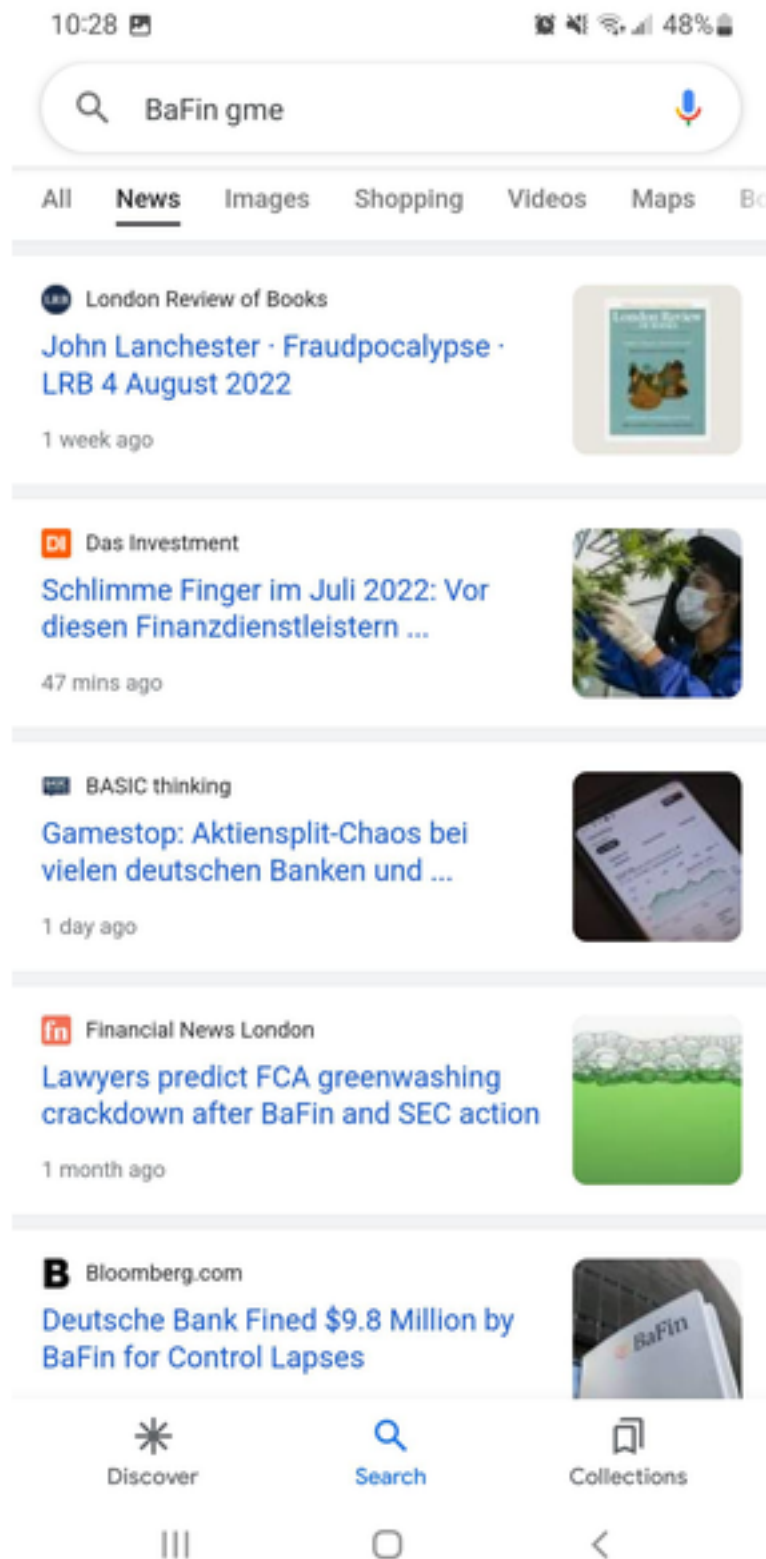 10:28
48%
BaFin gme
All News Images Shopping Videos Maps
LRB London Review of Books
John Lanchester · Fraudpocalypse ·
LRB 4 August 2022
1 week ago
London Review
DI Das Investment
Schlimme Finger im Juli 2022: Vor
diesen Finanzdienstleistern ...
47 mins ago
BASIC thinking
Gamestop: Aktiensplit-Chaos bei
vielen deutschen Banken und ...
1 day ago
fn Financial News London
Lawyers predict FCA greenwashing
crackdown after BaFin and SEC action
1 month ago
B Bloomberg.com
Deutsche Bank Fined $9.8 Million by
BaFin for Control Lapses
BaFin
Discover Search Collections